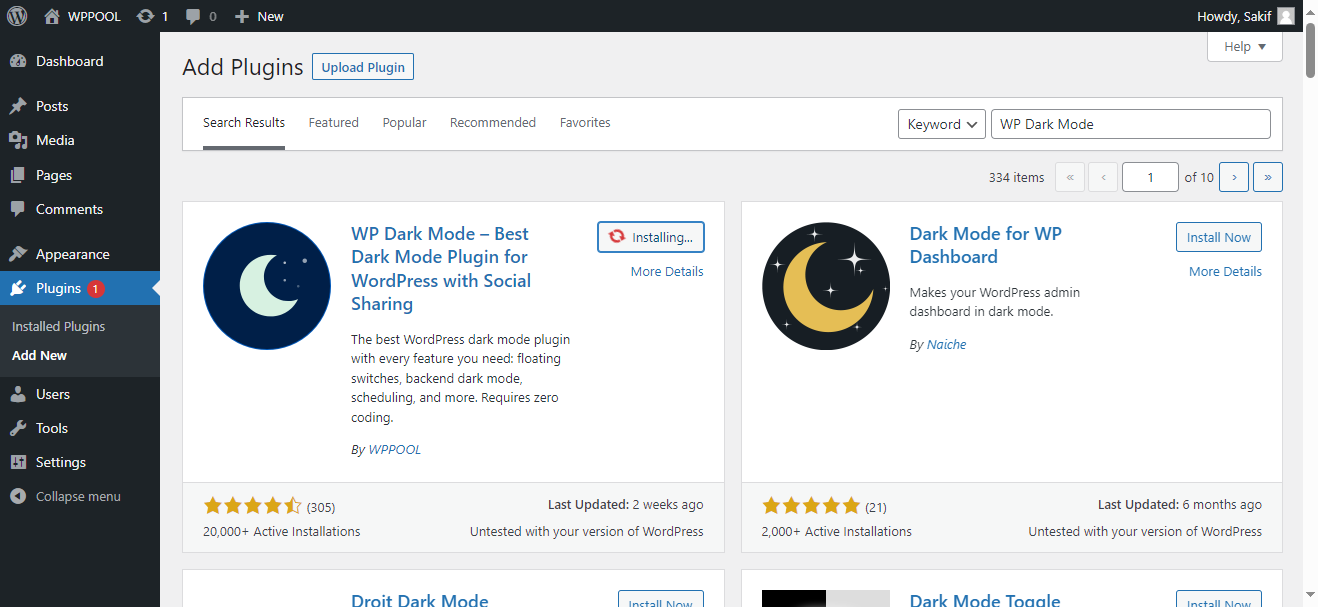 WPPOOL 1 0 New Howdy, Sakif
Dashboard
Posts
Media
Pages
Comments
Appearance
Plugins 1
Installed Plugins
Add New
Users
Tools
Settings
Collapse menu
Help
Add Plugins Upload Plugin
Search Results Featured Popular Recommended Favorites Keyword WP Dark Mode
334 items « ‹ 1 of 10 › »
WP Dark Mode – Best
Dark Mode Plugin for
WordPress with Social
Sharing
Installing...
More Details
The best WordPress dark mode plugin
with every feature you need: floating
switches, backend dark mode,
scheduling, and more. Requires zero
coding.
By WPPOOL
(305)
Last Updated: 2 weeks ago
20,000+ Active Installations
Untested with your version of WordPress
Dark Mode for WP
Dashboard
Install Now
More Details
Makes your WordPress admin
dashboard in dark mode.
By Naiche
(21)
Last Updated: 6 months ago
2,000+ Active Installations
Untested with your version of WordPress
Droit Dark Mode
Install Now
Dark Mode Toggle
Install Now